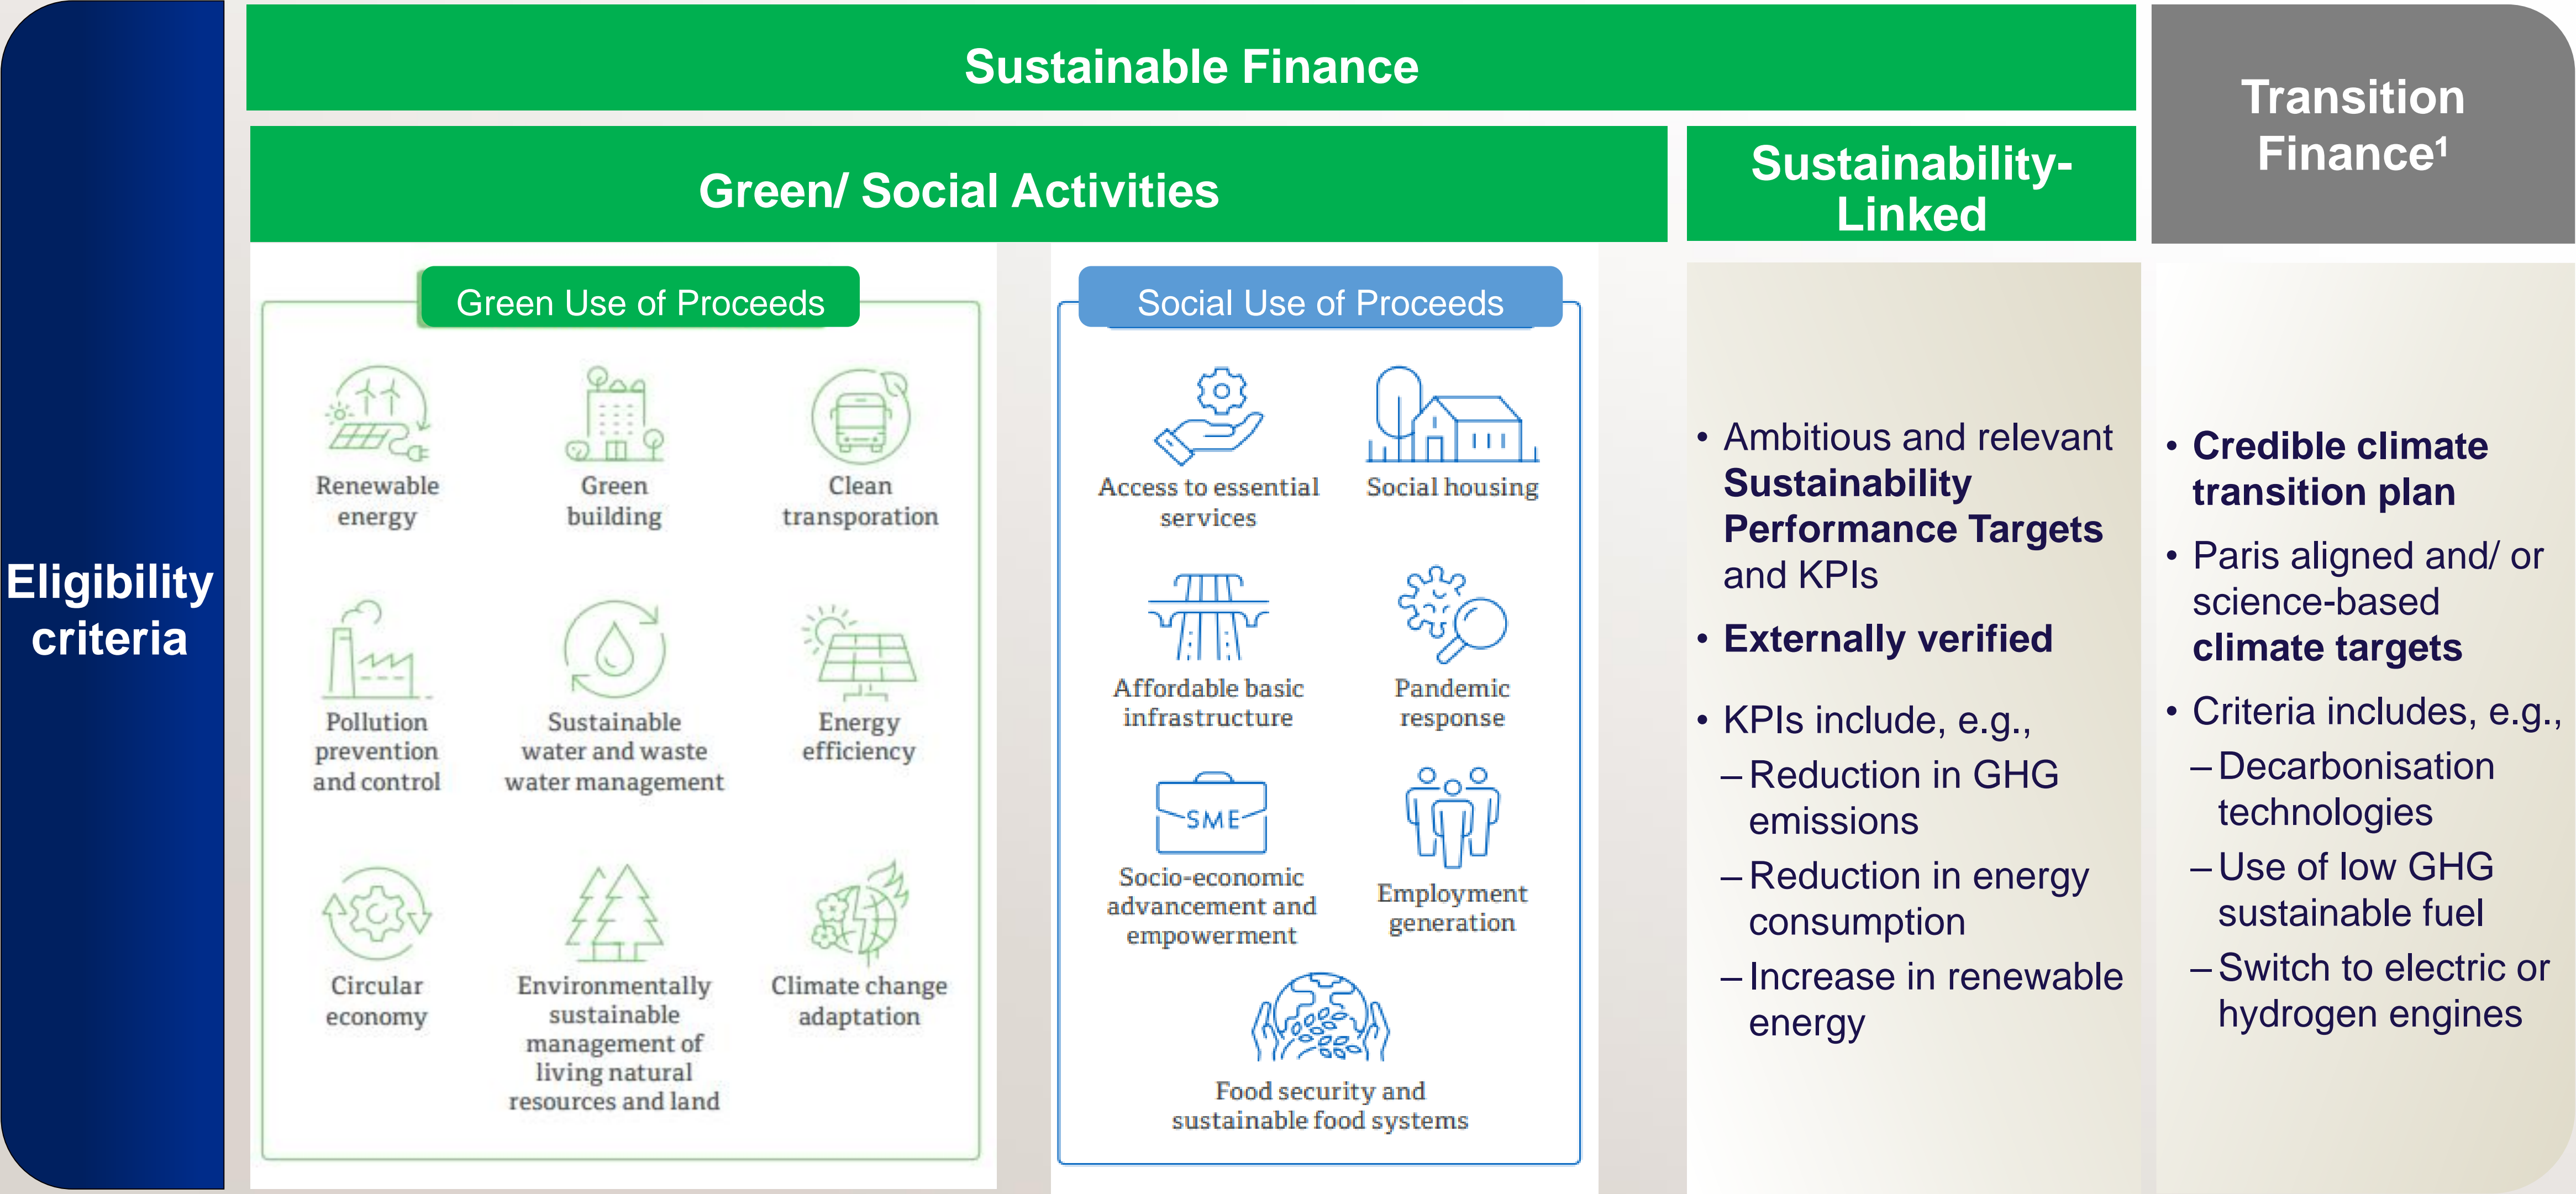 Eligibility
criteria
Sustainable Finance
Green/ Social Activities
Green Use of Proceeds
Renewable
energy
Green
building
Clean
transporation
Pollution
prevention
and control
Sustainable
water and waste
water management
Energy
efficiency
Circular
economy
Environmentally
sustainable
management of
living natural
resources and land
Climate change
adaptation
Social Use of Proceeds
Access to essential
services
Social housing
Affordable basic
infrastructure
Pandemic
response
SME
Socio-economic
advancement and
empowerment
Employment
generation
Food security and
sustainable food systems
Sustainability-
Linked
• Ambitious and relevant
Sustainability
Performance Targets
and KPIs
• Externally verified
• KPIs include, e.g.,
– Reduction in GHG
emissions
– Reduction in energy
consumption
– Increase in renewable
energy
Transition
Finance¹
• Credible climate
transition plan
• Paris aligned and/ or
science-based
climate targets
• Criteria includes, e.g.,
– Decarbonisation
technologies
– Use of low GHG
sustainable fuel
– Switch to electric or
hydrogen engines